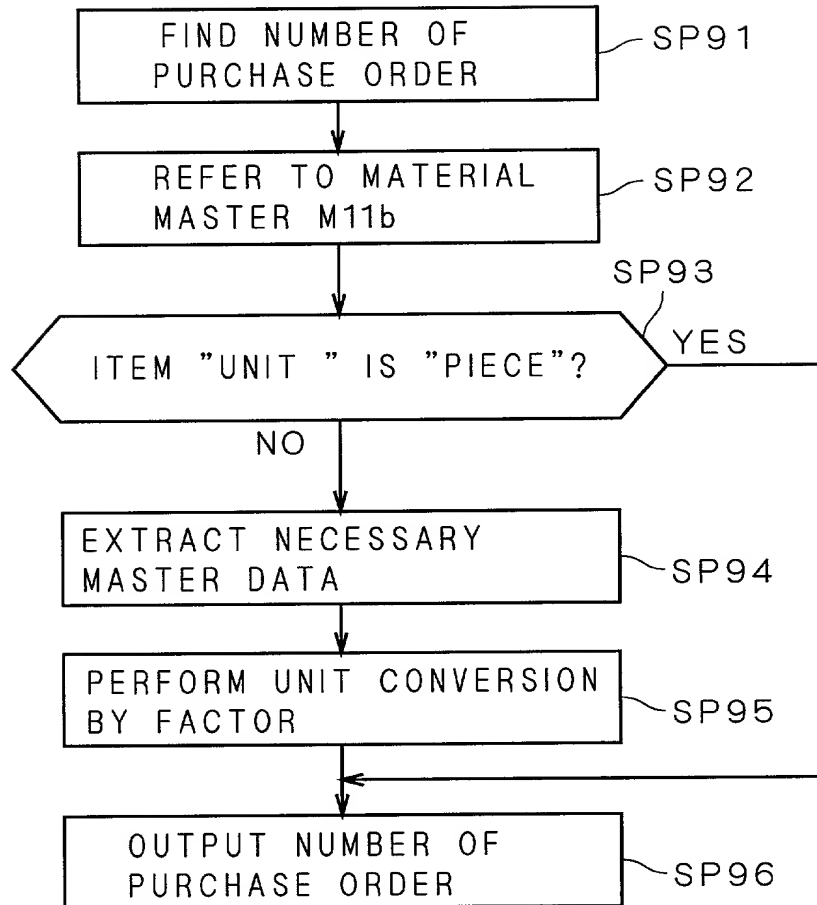 FIND NUMBER OF
PURCHASE ORDER
SP91
REFER TO MATERIAL
MASTER M11b
SP92
SP93
ITEM "UNIT " IS "PIECE"?
YES
NO
EXTRACT NECESSARY
MASTER DATA
SP94
PERFORM UNIT CONVERSION
BY FACTOR
SP95
OUTPUT NUMBER OF
PURCHASE ORDER
SP96